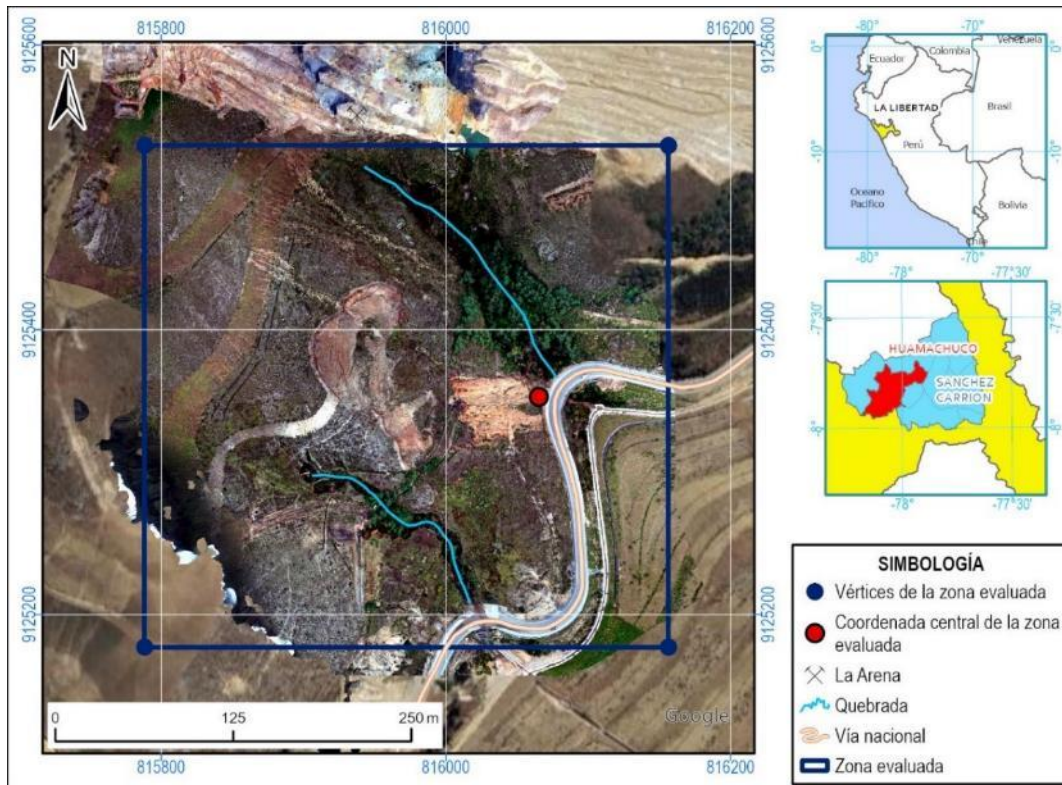 815800
816000
816200
9125600
9125600
N
9125400
9125400
9125200
9125200
0
125
250 m
Google
815800
816000
816200
-80°
-70°
0°
0°
Venezuela
Colombia
Ecuador
LA LIBERTAD
Brasil
Perú
-10°
-10°
Oceano
Pacífico
Bolivia
Chile
-80°
-70°
-78°
-77°30'
-7°30'
-7°30'
HUAMACHUCO
SANCHEZ
CARRION
-8°
-8°
-78°
-77°30'
SIMBOLOGÍA
Vértices de la zona evaluada
Coordenada central de la zona
evaluada
La Arena
Quebrada
Vía nacional
Zona evaluada